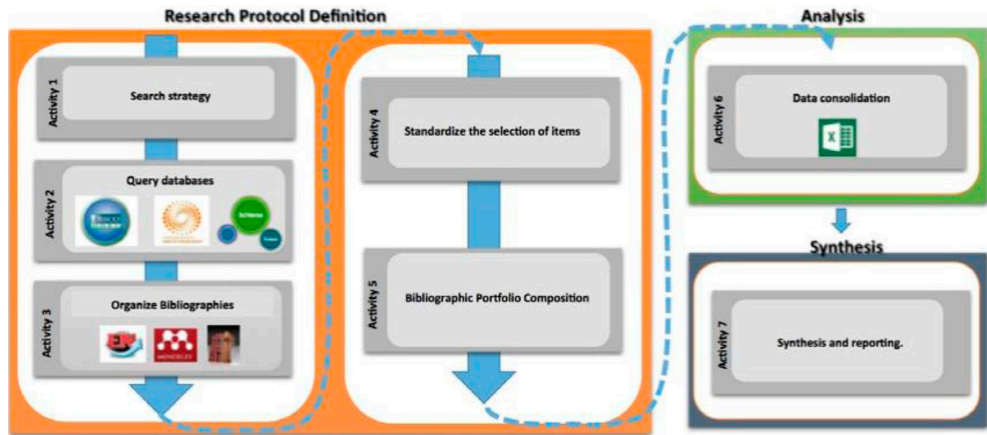 Research Protocol Definition
Activity 1
Search strategy
Activity 2
Query databases
Activity 3
Organize Bibliographies
EN
MENDELEY
Activity 4
Standardize the selection of items
Activity 5
Bibliographic Portfolio Composition
Analysis
Activity 6
Data consolidation
X
Synthesis
Activity 7
Synthesis and reporting.